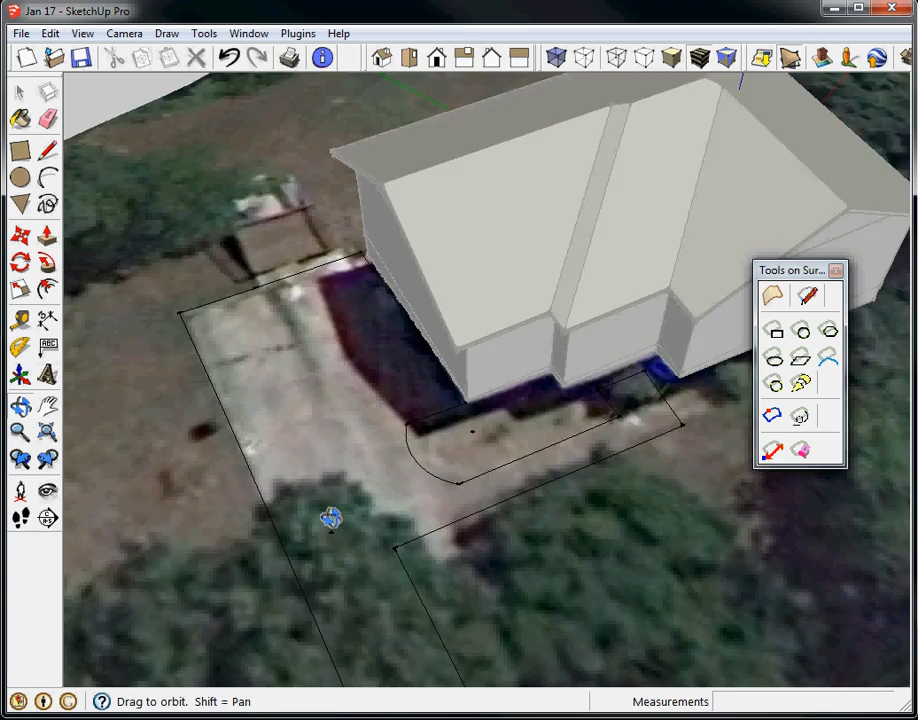 Jan 17 - SketchUp Pro
File Edit View Camera Draw Tools Window Plugins Help
ABC
Tools on Sur...
Drag to orbit. Shift = Pan
Measurements